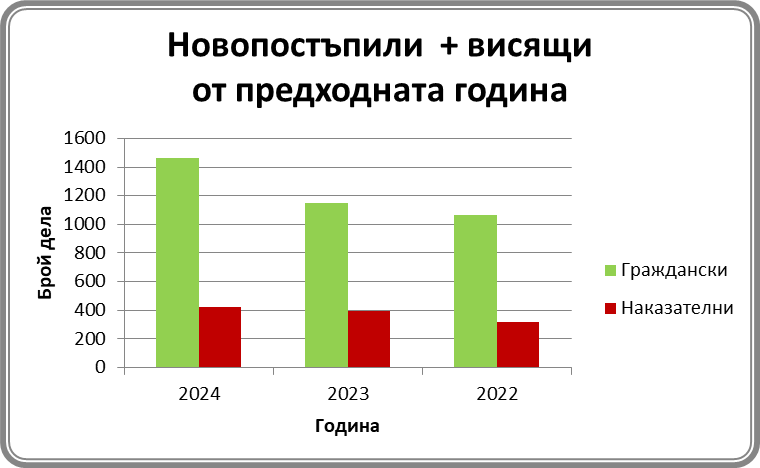 Новопостъпили + висящи
от предходната година
1600
1400
1200
1000
800
600
400
200
0
Брой дела
2024 2023 2022
Година
Граждански
Наказателни